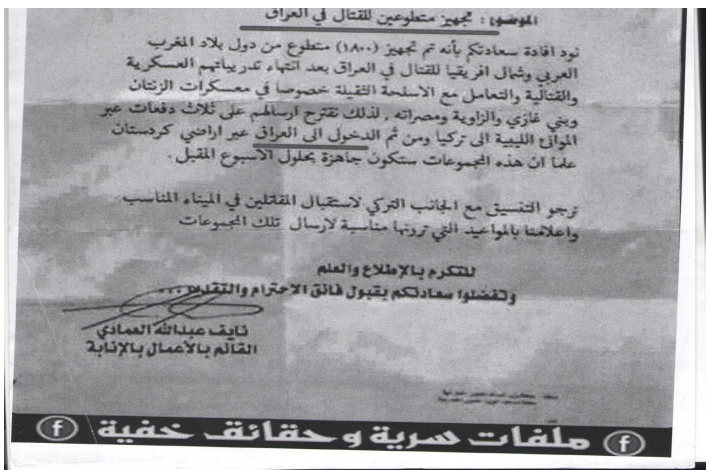 الموضوع : تجهيز متطوعين للقتال في العراق
نود افادة سعادتكم بأنه تم تجهيز (١٨٠٠) متطوع من دول بلاد المغرب
العربي وشمال افريقيا للقتال في العراق بعد انتهاء تدريباتهم العسكرية
والقتالية والتعامل مع الاسلحة الثقيلة خصوصا في معسكرات الزنتان
وبني غازي والزاوية ومصراته , لذلك نقترح ارسالهم على ثلاث دفعات عبر
الموانئ الليبية الى تركيا ومن ثم الدخول الى العراق عبر اراضي كردستان
علما ان هذه المجموعات ستكون جاهزة بحلول الاسبوع المقبل .
نرجو التنسيق مع الجانب التركي لاستقبال المقاتلين في الميناء المناسب
واعلامنا بالمواعيد التي ترونها مناسبة لارسال تلك المجموعات
للتكرم بالإطلاع والعلم
وتفضلوا سعادتكم بقبول فائق الاحترام والتقدير ...
نايف عبدالله العمادي
القائم بالأعمال بالإنابة
f ملفات سرية وحقائق خفية f